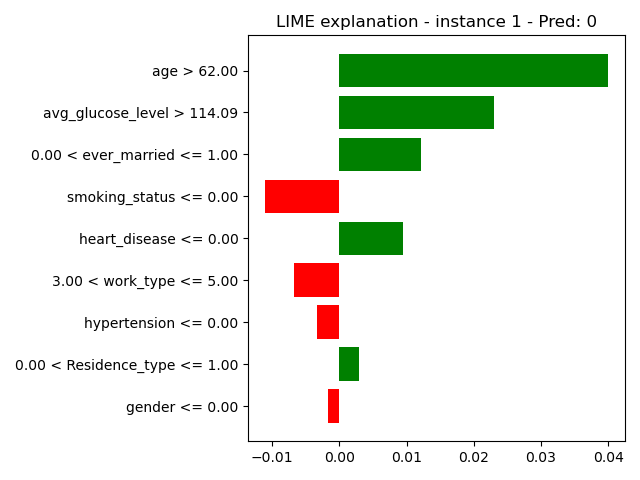 LIME explanation - instance 1 - Pred: 0
age > 62.00
avg_glucose_level > 114.09
0.00 < ever_married <= 1.00
smoking_status <= 0.00
heart_disease <= 0.00
3.00 < work_type <= 5.00
hypertension <= 0.00
0.00 < Residence_type <= 1.00
gender <= 0.00
−0.01 0.00 0.01 0.02 0.03 0.04